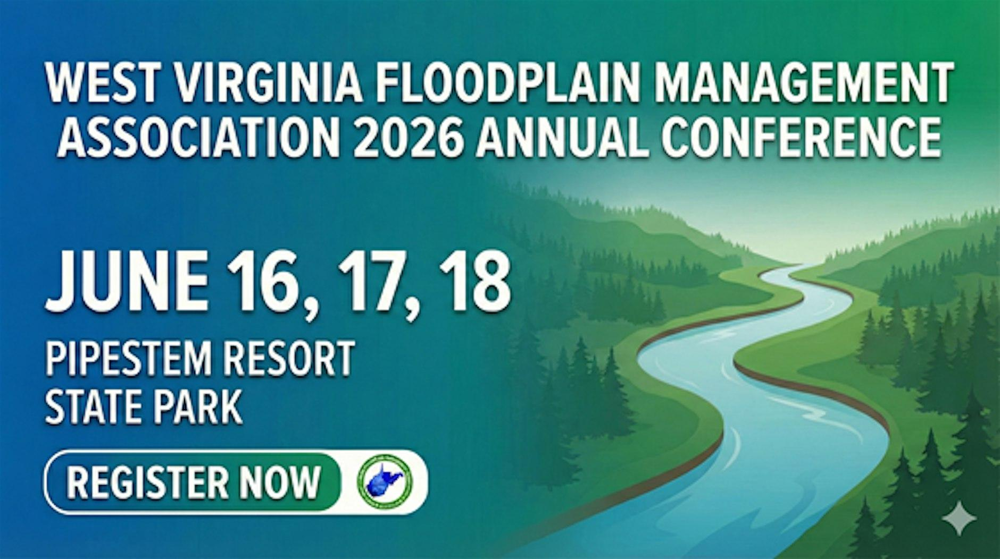 WEST VIRGINIA FLOODPLAIN MANAGEMENT
ASSOCIATION 2026 ANNUAL CONFERENCE
JUNE 16, 17, 18
PIPESTEM RESORT
STATE PARK
REGISTER NOW